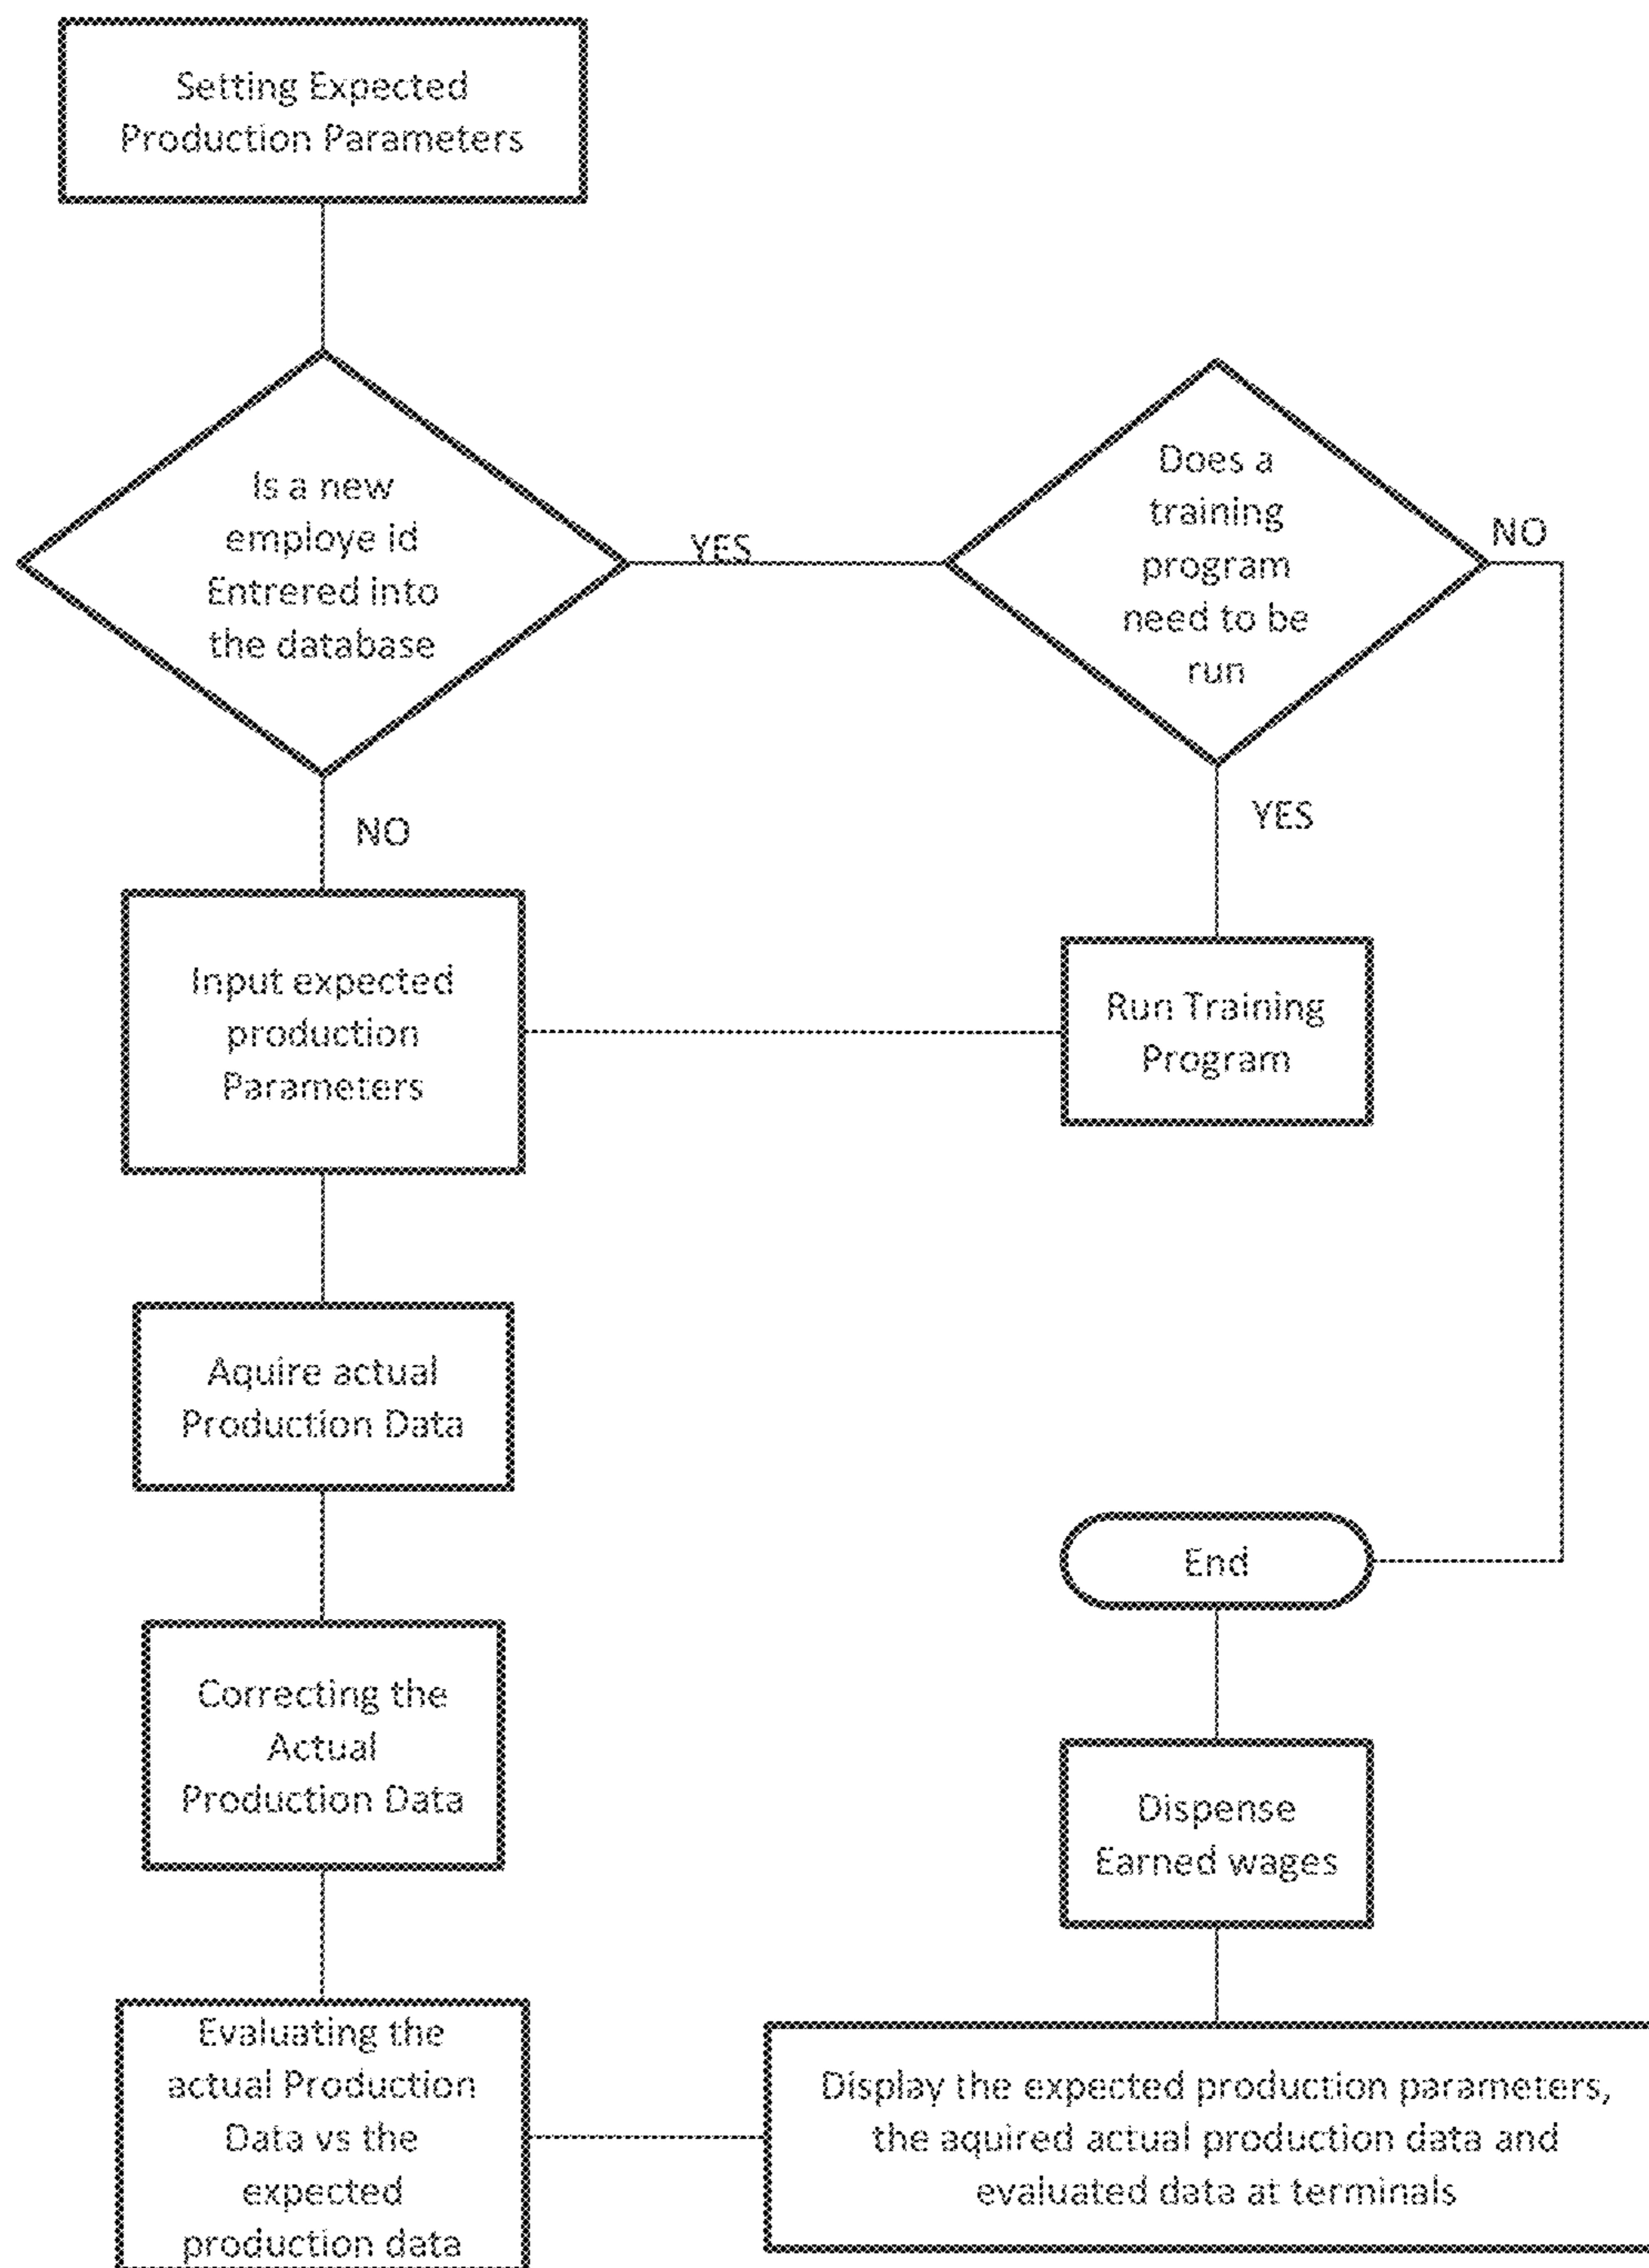 Setting Expected
Production Parameters
Is a new
employe id
Entrered into
the database
YES
Does a
training
program
need to be
run
NO
NO
YES
Input expected
production
Parameters
Run Training
Program
Aquire actual
Production Data
End
Correcting the
Actual
Production Data
Dispense
Earned wages
Evaluating the
actual Production
Data vs the
expected
production data
Display the expected production parameters,
the aquired actual production data and
evaluated data at terminals